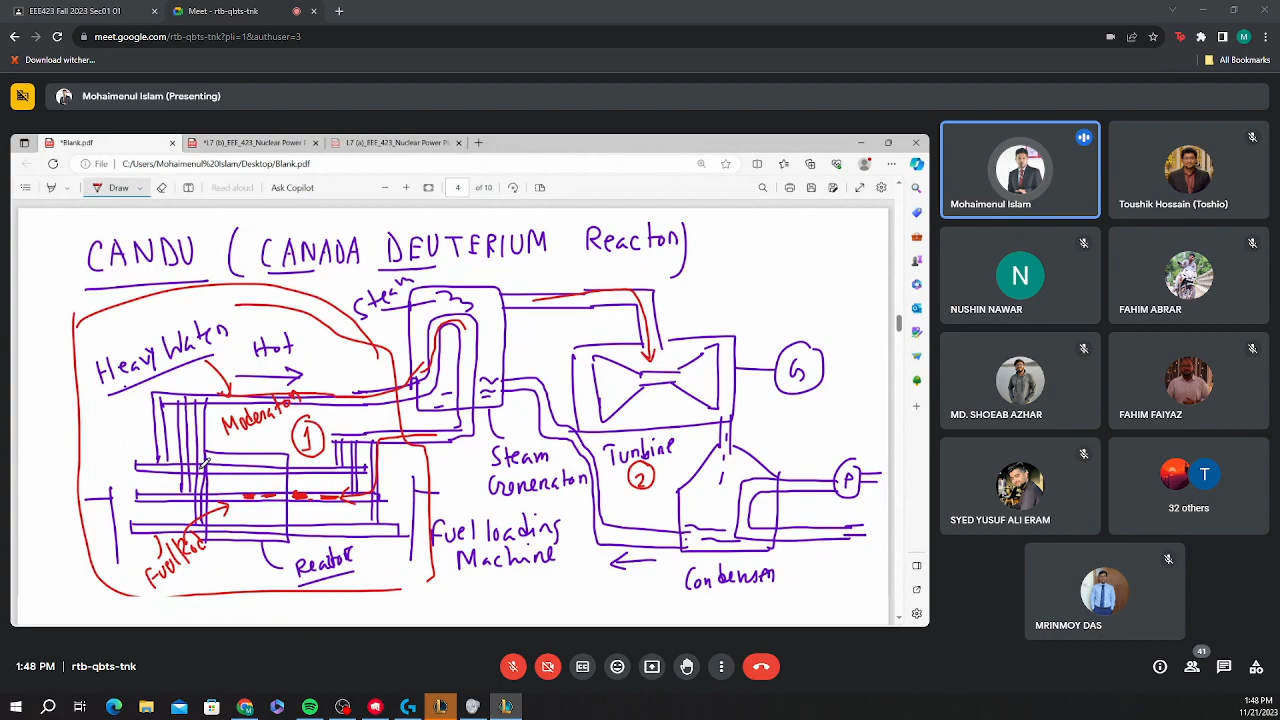 EEE423 Fall 2023 Sec01 01
Meet - rtb-qbts-tnk
meet.google.com/rtb-qbts-tnk?pli=1&authuser=3
Download witcher...
All Bookmarks
Mohaimenul Islam (Presenting)
*Blank.pdf
*L7 (b)_EEE_423_Nuclear Power
L7 (a)_EEE_423_Nuclear Power
File
C:/Users/Mohaimenul%20Islam/Desktop/Blank.pdf
Draw
Read aloud
Ask Copilot
4
of 10
CANDU (CANADA DEUTERIUM Reactor)
Steam
Heavy Water
Hot
Moderator
1
Fuel Rod
Reactor
Steam
Generator
Fuel loading
Machine
Turbine
2
G
P
Condenser
Mohaimenul Islam
Toushik Hossain (Toshio)
N
NUSHIN NAWAR
FAHIM ABRAR
MD. SHOEAB AZHAR
FAHIM FAIYAZ
SYED YUSUF ALI ERAM
T
32 others
MRINMOY DAS
1:48 PM
rtb-qbts-tnk
41
1:48 PM
11/21/2023